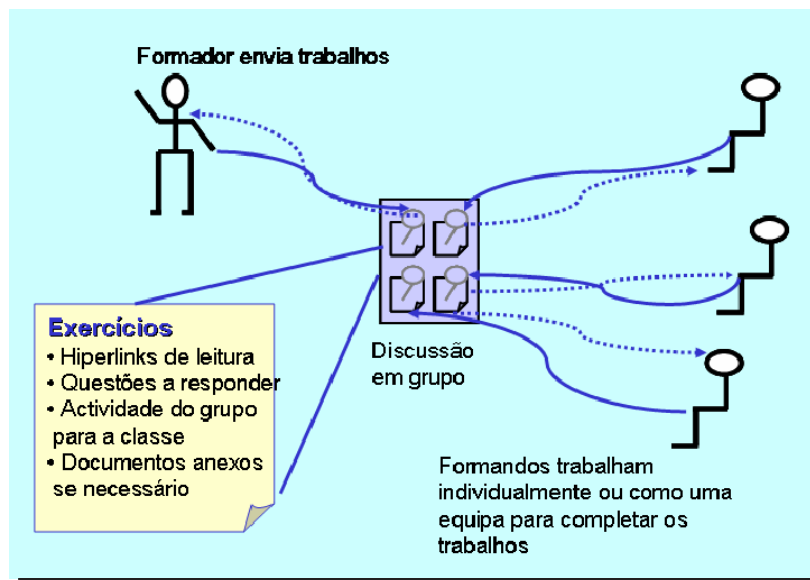 Formador envia trabalhos
Exercícios
• Hiperlinks de leitura
• Questões a responder
• Actividade do grupo
para a classe
• Documentos anexos
se necessário
Discussão
em grupo
Formandos trabalham
individualmente ou como uma
equipa para completar os
trabalhos